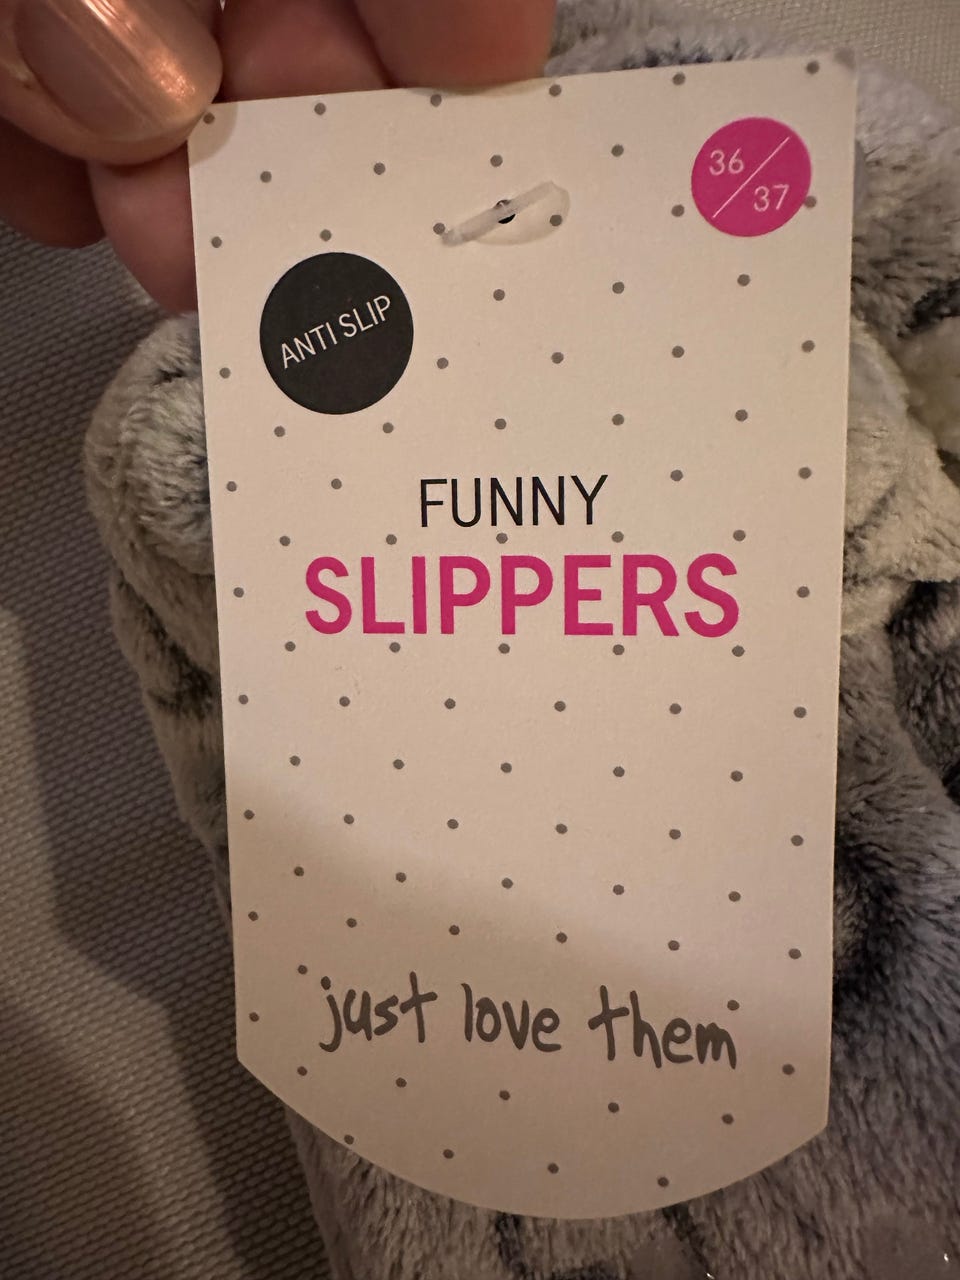 36/37
ANTI SLIP
FUNNY
SLIPPERS
just love them